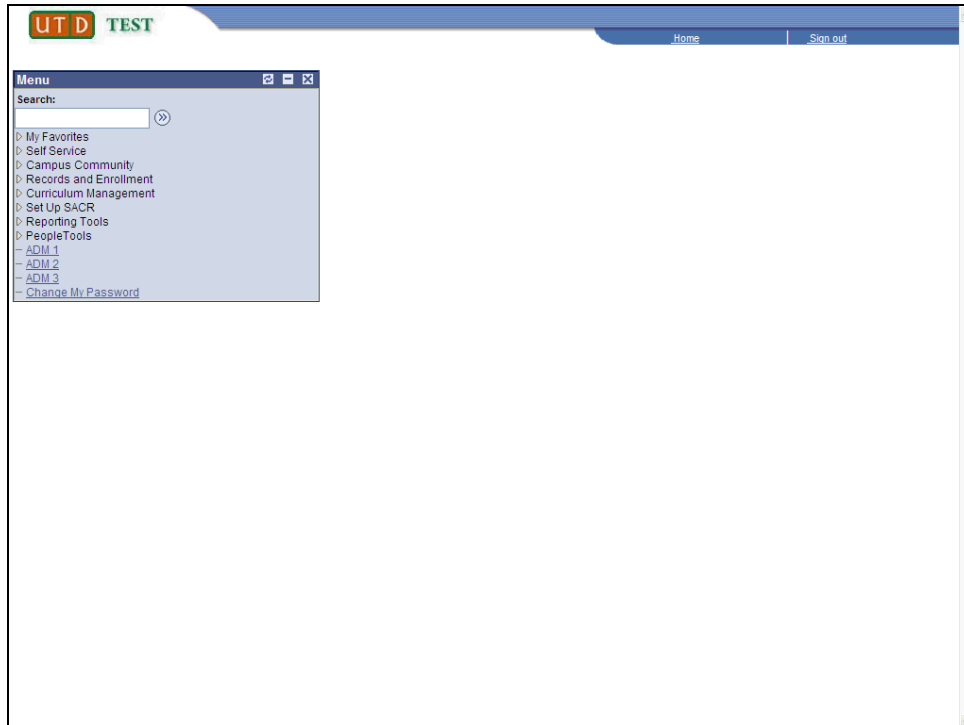 UTD TEST
Home Sign out
Menu
Search:
My Favorites
Self Service
Campus Community
Records and Enrollment
Curriculum Management
Set Up SACR
Reporting Tools
PeopleTools
ADM 1
ADM 2
ADM 3
Change My Password